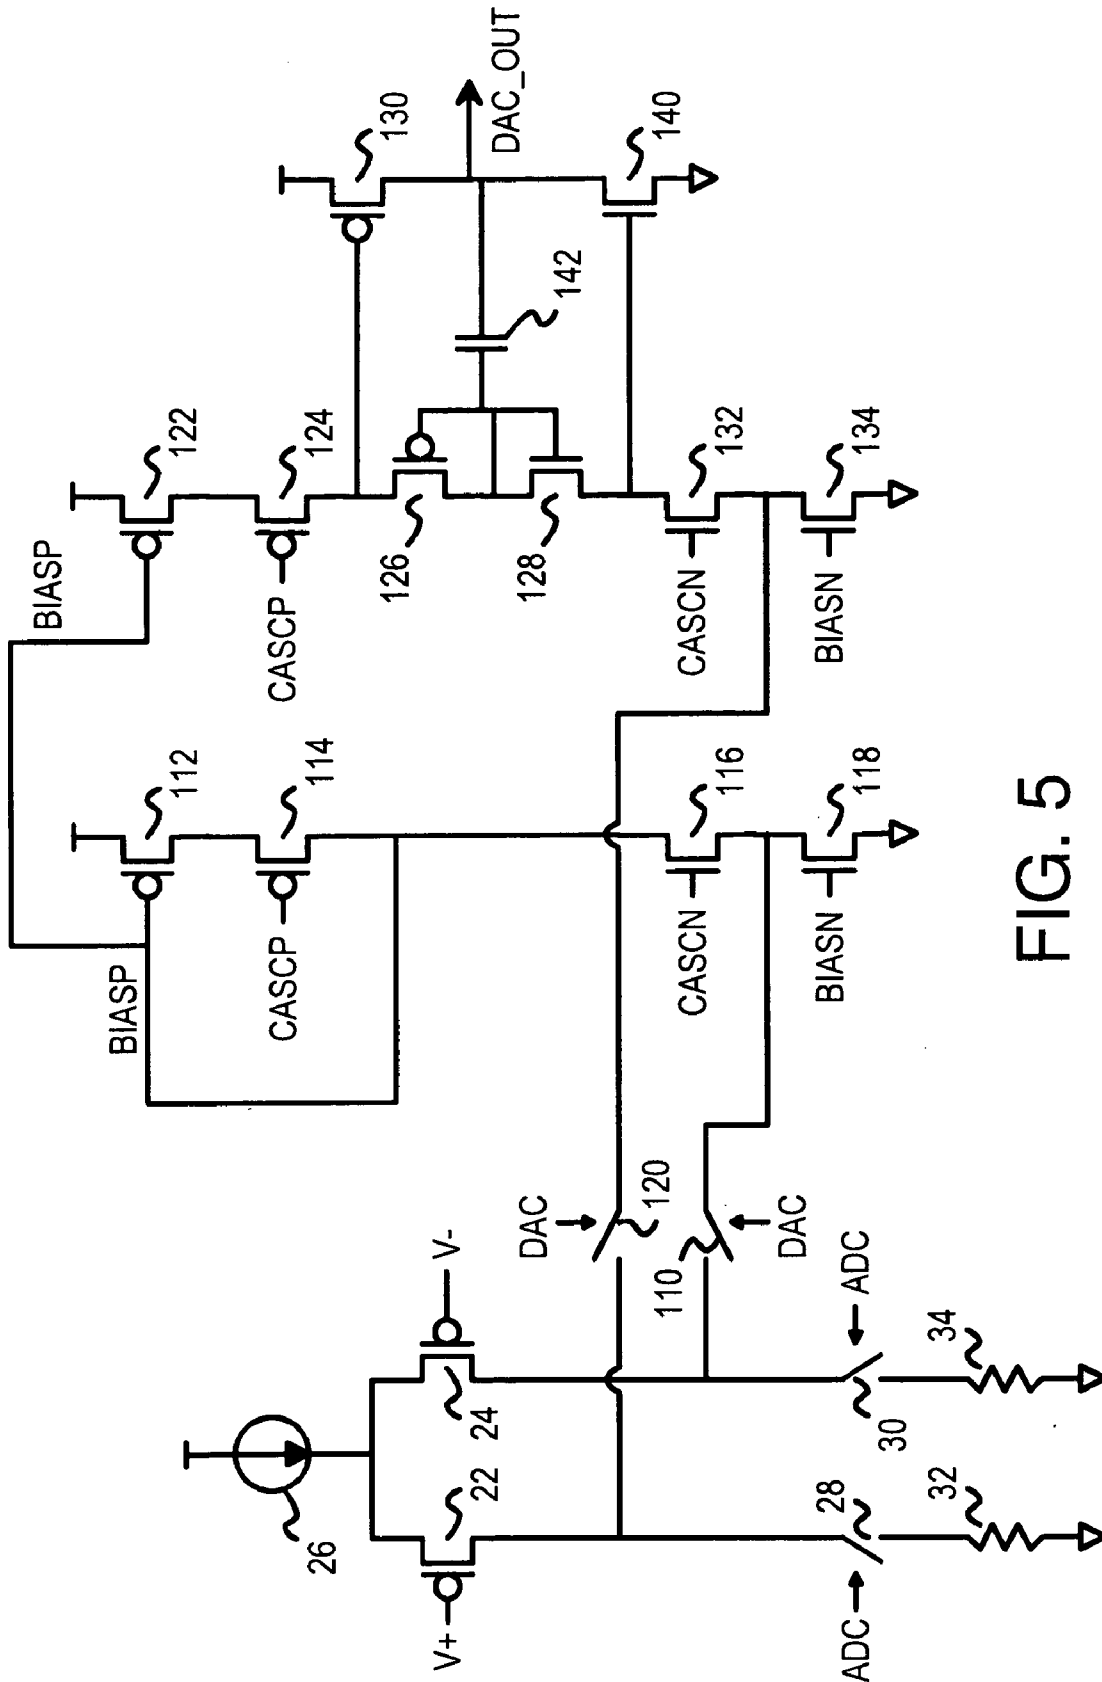 BIASP
BIASP
112
122
CASCP
114
CASCP
124
130
DAC_OUT
126
142
128
140
26
V+
22
24
V-
DAC
120
110
DAC
CASCN
116
CASCN
132
BIASN
118
BIASN
134
ADC
28
30
ADC
32
34
FIG. 5